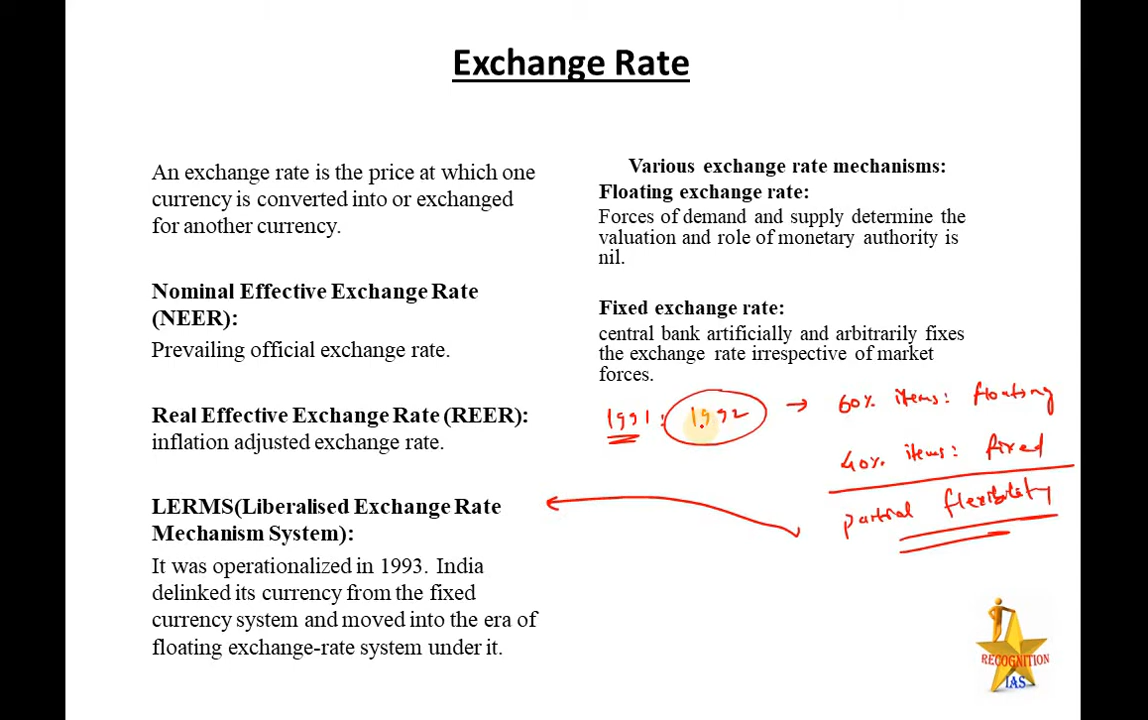 Exchange Rate
An exchange rate is the price at which one
currency is converted into or exchanged
for another currency.
Nominal Effective Exchange Rate
(NEER):
Prevailing official exchange rate.
Real Effective Exchange Rate (REER):
inflation adjusted exchange rate.
LERMS(Liberalised Exchange Rate
Mechanism System):
It was operationalized in 1993. India
delinked its currency from the fixed
currency system and moved into the era of
floating exchange-rate system under it.
Various exchange rate mechanisms:
Floating exchange rate:
Forces of demand and supply determine the
valuation and role of monetary authority is
nil.
Fixed exchange rate:
central bank artificially and arbitrarily fixes
the exchange rate irrespective of market
forces.
1991: 1992 → 60% items: floating
40% items: fixed
partial flexibility
RECOGNITION
IAS